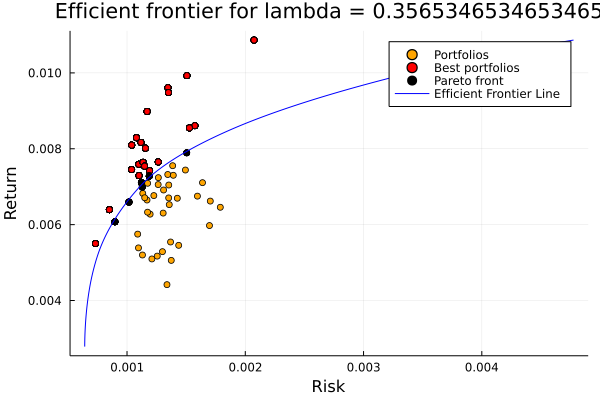 Efficient frontier for lambda = 0.3565346534653465
Return
0.010
0.008
0.006
0.004
Portfolios
Best portfolios
Pareto front
Efficient Frontier Line
0.001
0.002
0.003
0.004
Risk